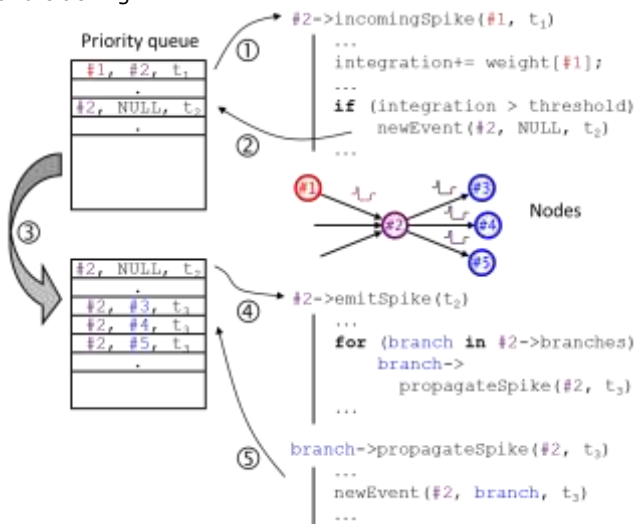 Priority queue
#1, #2, t1
.
#2, NULL, t2
.
①
#2->incomingSpike(#1, t1)
...
integration+= weight[#1];
...
if (integration > threshold)
newEvent(#2, NULL, t2)
...
②
③
#1
#2
#3
#4
#5
Nodes
#2, NULL, t2
.
#2, #3, t3
#2, #4, t3
#2, #5, t3
.
④
#2->emitSpike(t2)
...
for (branch in #2->branches)
branch->
propagateSpike(#2, t3)
...
⑤
branch->propagateSpike(#2, t3)
...
newEvent(#2, branch, t3)
...